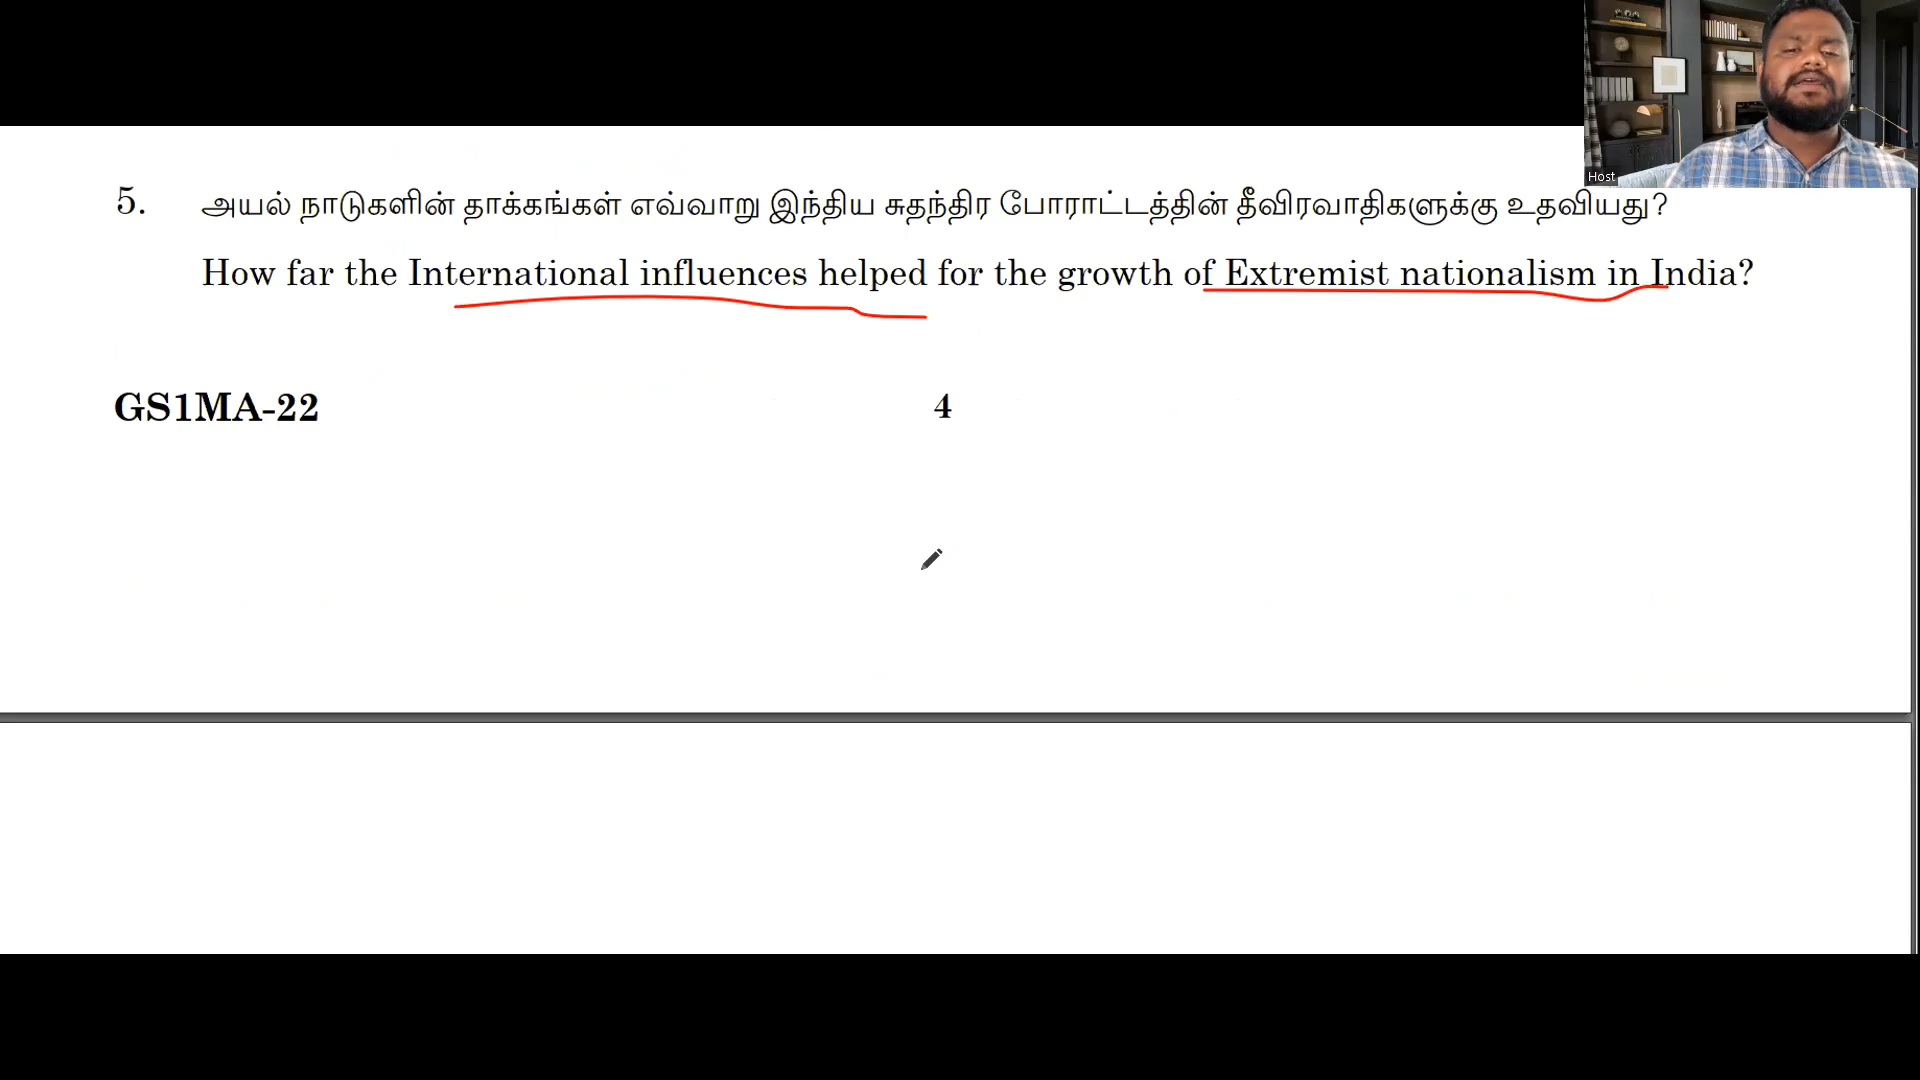 Host
5. அயல் நாடுகளின் தாக்கங்கள் எவ்வாறு இந்திய சுதந்திர போராட்டத்தின் தீவிரவாதிகளுக்கு உதவியது?
How far the International influences helped for the growth of Extremist nationalism in India?
GS1MA-22 4